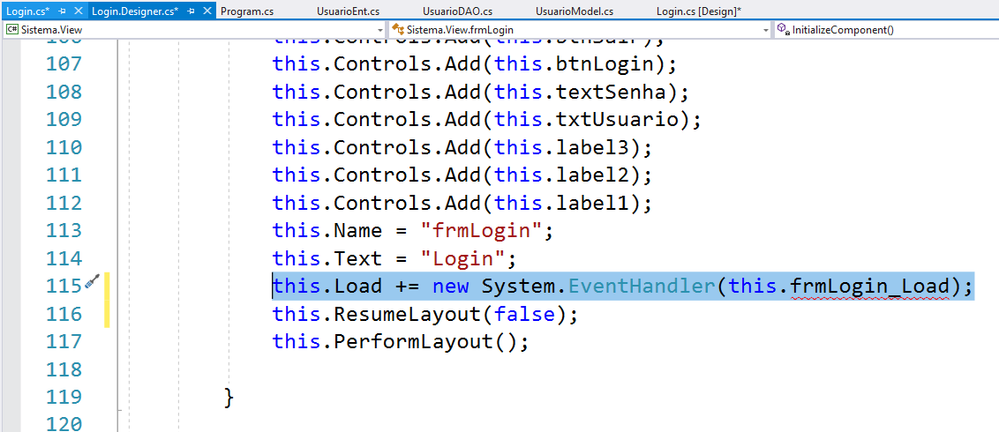 Login.cs* Login.Designer.cs* Program.cs UsuarioEnt.cs UsuarioDAO.cs UsuarioModel.cs Login.cs [Design]*
C# Sistema.View Sistema.View.frmLogin InitializeComponent()
106 this.Controls.Add(this.btnSair);
107 this.Controls.Add(this.btnLogin);
108 this.Controls.Add(this.textSenha);
109 this.Controls.Add(this.txtUsuario);
110 this.Controls.Add(this.label3);
111 this.Controls.Add(this.label2);
112 this.Controls.Add(this.label1);
113 this.Name = "frmLogin";
114 this.Text = "Login";
115 this.Load += new System.EventHandler(this.frmLogin_Load);
116 this.ResumeLayout(false);
117 this.PerformLayout();
118
119 }
120